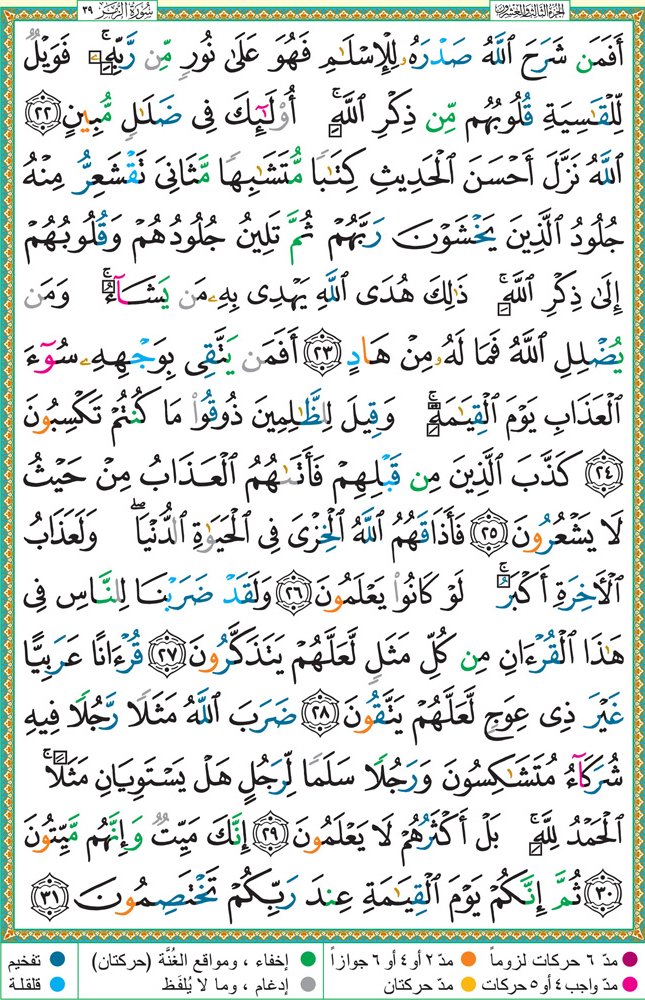 الجزء الثالث والعشرون
سُورَةُ الزُّمَر ٣٩
أَفَمَن شَرَحَ ٱللَّهُ صَدْرَهُۥ لِلْإِسْلَٰمِ فَهُوَ عَلَىٰ نُورٍ مِّن رَّبِّهِۦۚ فَوَيْلٌ
لِّلْقَٰسِيَةِ قُلُوبُهُم مِّن ذِكْرِ ٱللَّهِۚ أُو۟لَٰٓئِكَ فِى ضَلَٰلٍ مُّبِينٍ ٢٢
ٱللَّهُ نَزَّلَ أَحْسَنَ ٱلْحَدِيثِ كِتَٰبًا مُّتَشَٰبِهًا مَّثَانِىَ تَقْشَعِرُّ مِنْهُ
جُلُودُ ٱلَّذِينَ يَخْشَوْنَ رَبَّهُمْ ثُمَّ تَلِينُ جُلُودُهُمْ وَقُلُوبُهُمْ
إِلَىٰ ذِكْرِ ٱللَّهِۚ ذَٰلِكَ هُدَى ٱللَّهِ يَهْدِى بِهِۦ مَن يَشَآءُۚ وَمَن
يُضْلِلِ ٱللَّهُ فَمَا لَهُۥ مِنْ هَادٍ ٢٣ أَفَمَن يَتَّقِى بِوَجْهِهِۦ سُوٓءَ
ٱلْعَذَابِ يَوْمَ ٱلْقِيَٰمَةِۚ وَقِيلَ لِلظَّٰلِمِينَ ذُوقُوا۟ مَا كُنتُمْ تَكْسِبُونَ
٢٤ كَذَّبَ ٱلَّذِينَ مِن قَبْلِهِمْ فَأَتَىٰهُمُ ٱلْعَذَابُ مِنْ حَيْثُ
لَا يَشْعُرُونَ ٢٥ فَأَذَاقَهُمُ ٱللَّهُ ٱلْخِزْىَ فِى ٱلْحَيَوٰةِ ٱلدُّنْيَاۖ وَلَعَذَابُ
ٱلْءَاخِرَةِ أَكْبَرُۚ لَوْ كَانُوا۟ يَعْلَمُونَ ٢٦ وَلَقَدْ ضَرَبْنَا لِلنَّاسِ فِى
هَٰذَا ٱلْقُرْءَانِ مِن كُلِّ مَثَلٍ لَّعَلَّهُمْ يَتَذَكَّرُونَ ٢٧ قُرْءَانًا عَرَبِيًّا
غَيْرَ ذِى عِوَجٍ لَّعَلَّهُمْ يَتَّقُونَ ٢٨ ضَرَبَ ٱللَّهُ مَثَلًا رَّجُلًا فِيهِ
شُرَكَآءُ مُتَشَٰكِسُونَ وَرَجُلًا سَلَمًا لِّرَجُلٍ هَلْ يَسْتَوِيَانِ مَثَلًاۚ
ٱلْحَمْدُ لِلَّهِۚ بَلْ أَكْثَرُهُمْ لَا يَعْلَمُونَ ٢٩ إِنَّكَ مَيِّتٌ وَإِنَّهُم مَّيِّتُونَ
٣٠ ثُمَّ إِنَّكُمْ يَوْمَ ٱلْقِيَٰمَةِ عِندَ رَبِّكُمْ تَخْتَصِمُونَ ٣١
مدّ ٦ حركات لزوماً
مدّ ٢ أو ٤ أو ٦ جوازاً
إخفاء ، ومواقع الغُنَّة (حركتان)
تفخيم
مدّ واجب ٤ أو ٥ حركات
مدّ حركتان
إدغام ، وما لا يُلفَظ
قلقلة